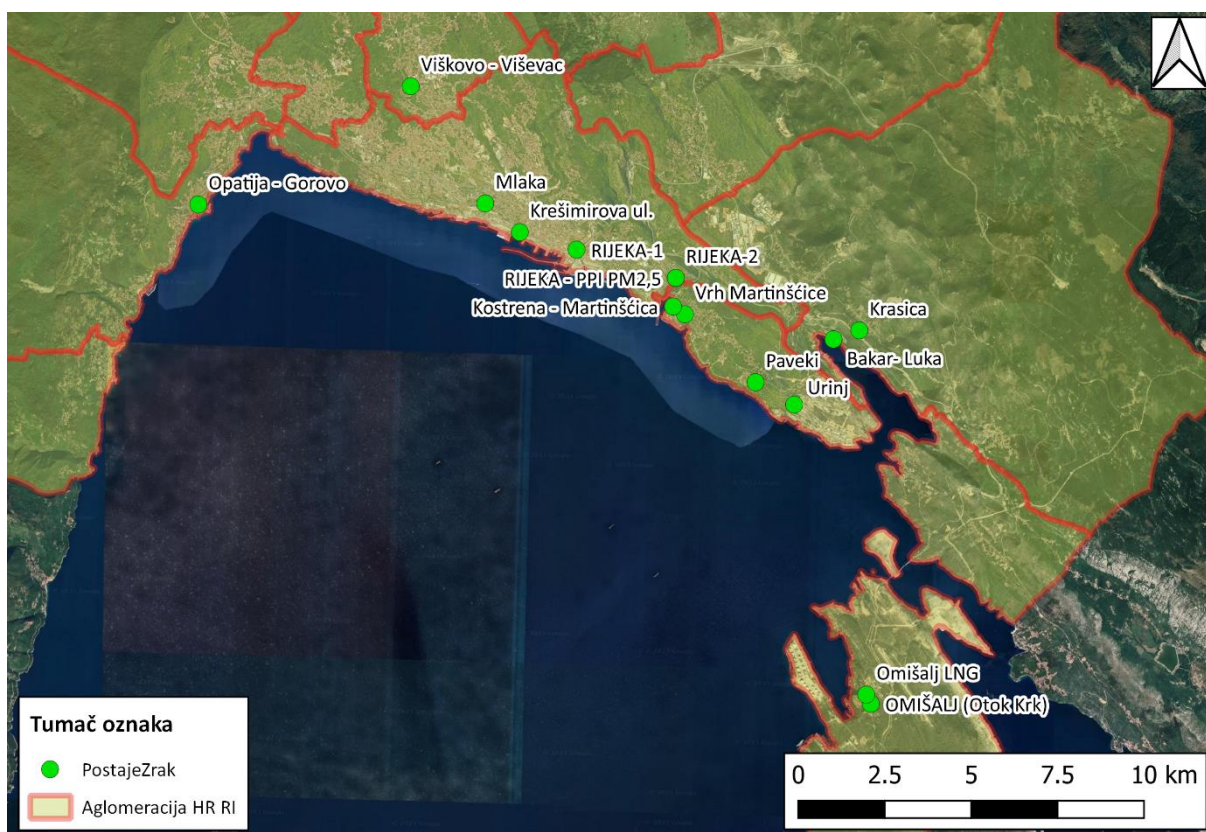 Viškovo - Viševac
Opatija - Gorovo
Mlaka
Krešimirova ul.
RIJEKA-1
RIJEKA-2
RIJEKA - PPI PM2,5
Vrh Martinšćice
Kostrena - Martinšćica
Krasica
Bakar- Luka
Paveki
Urinj
Omišalj LNG
OMIŠALJ (Otok Krk)
Tumač oznaka
PostajeZrak
Aglomeracija HR RI
0 2.5 5 7.5 10 km